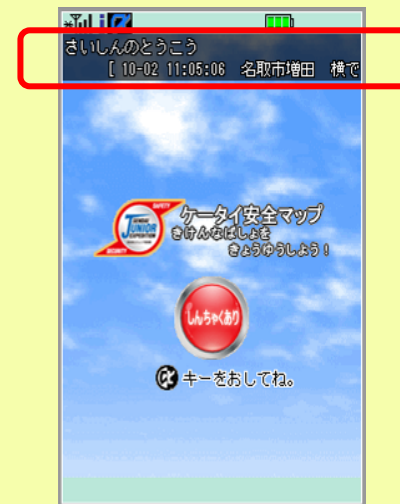 さいしんのとうこう
[ 10-02 11:05:06 名取市増田 横で
SAFETY
JUNIOR
SECURITY
ケータイ安全マップ
きけんなばしょを
きょうゆうしよう!
しんちゃくあり
キーをおしてね。